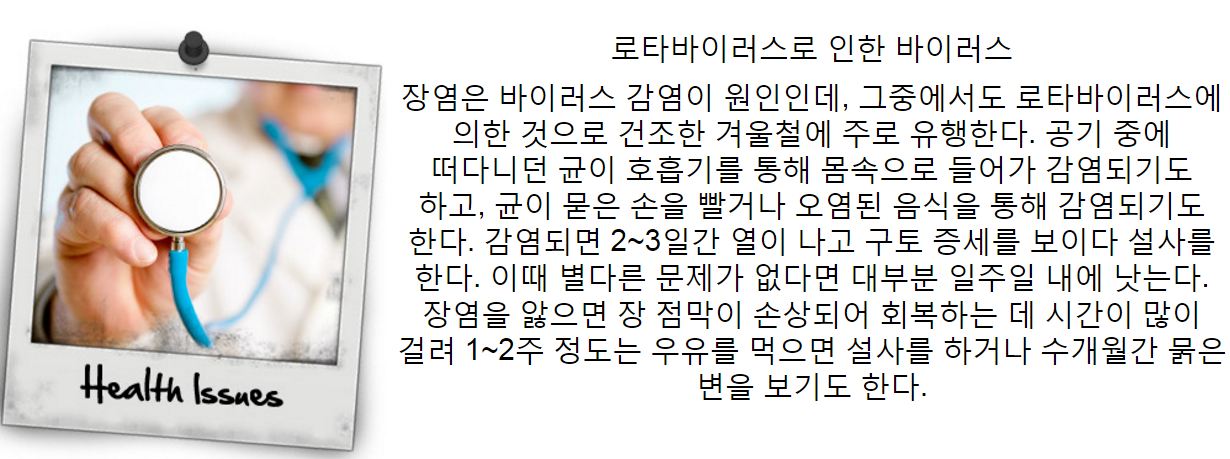 로타바이러스로 인한 바이러스
장염은 바이러스 감염이 원인인데, 그중에서도 로타바이러스에
의한 것으로 건조한 겨울철에 주로 유행한다. 공기 중에
떠다니던 균이 호흡기를 통해 몸속으로 들어가 감염되기도
하고, 균이 묻은 손을 빨거나 오염된 음식을 통해 감염되기도
한다. 감염되면 2~3일간 열이 나고 구토 증세를 보이다 설사를
한다. 이때 별다른 문제가 없다면 대부분 일주일 내에 낫는다.
장염을 앓으면 장 점막이 손상되어 회복하는 데 시간이 많이
걸려 1~2주 정도는 우유를 먹으면 설사를 하거나 수개월간 묽은
변을 보기도 한다.
Health Issues